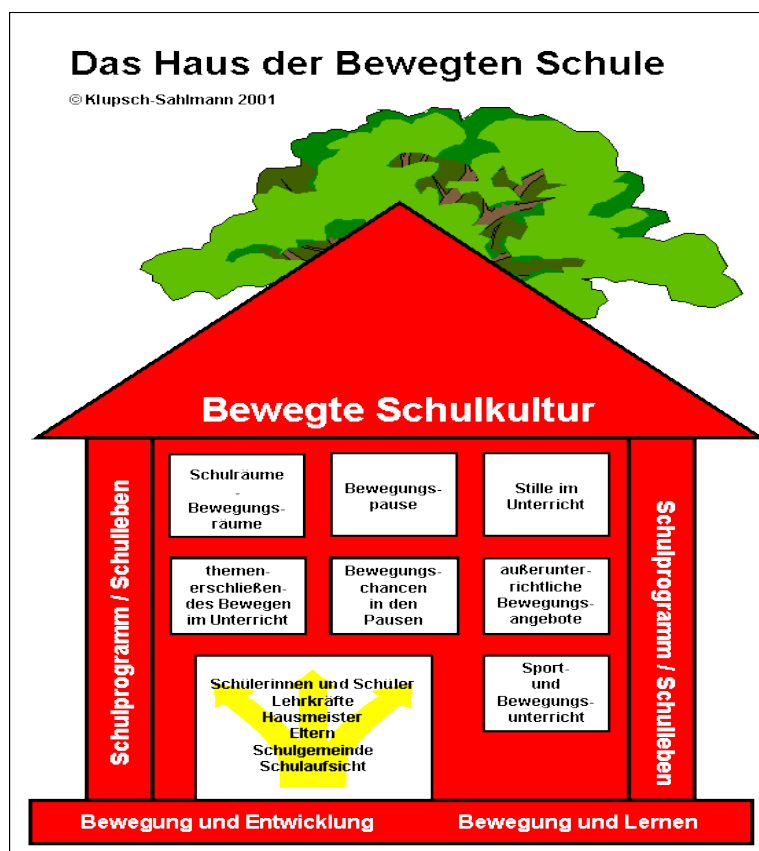 Das Haus der Bewegten Schule
© Klupsch-Sahlmann 2001
Bewegte Schulkultur
Schulprogramm / Schulleben
Schulräume
-
Bewegungs-
räume
Bewegungs-
pause
Stille im
Unterricht
themen-
erschließen-
des Bewegen
im Unterricht
Bewegungs-
chancen
in den
Pausen
außerunter-
richtliche
Bewegungs-
angebote
Schülerinnen und Schüler
Lehrkräfte
Hausmeister
Eltern
Schulgemeinde
Schulaufsicht
Sport-
und
Bewegungs-
unterricht
Schulprogramm / Schulleben
Bewegung und Entwicklung
Bewegung und Lernen